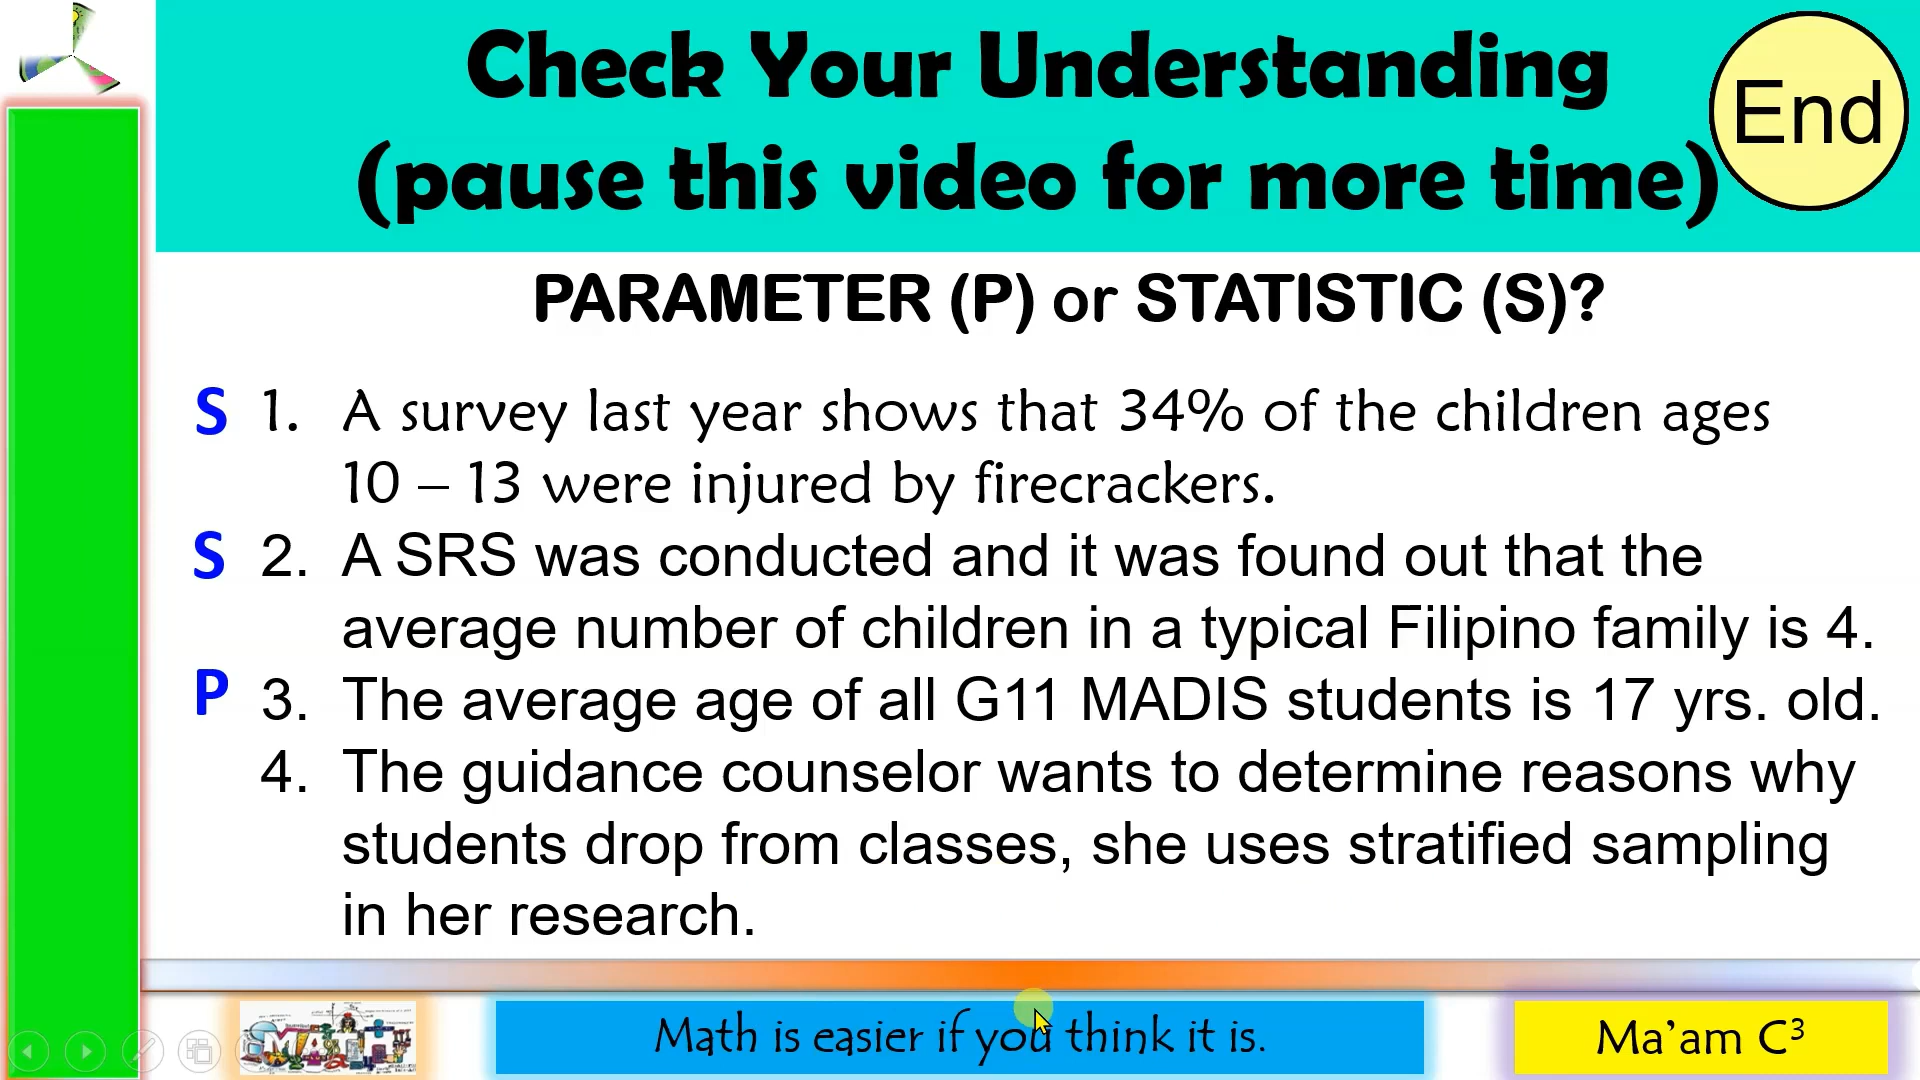 Check Your Understanding
(pause this video for more time)
End
PARAMETER (P) or STATISTIC (S)?
S 1. A survey last year shows that 34% of the children ages
10 – 13 were injured by firecrackers.
S 2. A SRS was conducted and it was found out that the
average number of children in a typical Filipino family is 4.
P 3. The average age of all G11 MADIS students is 17 yrs. old.
4. The guidance counselor wants to determine reasons why
students drop from classes, she uses stratified sampling
in her research.
MATH
Math is easier if you think it is.
Ma’am C³